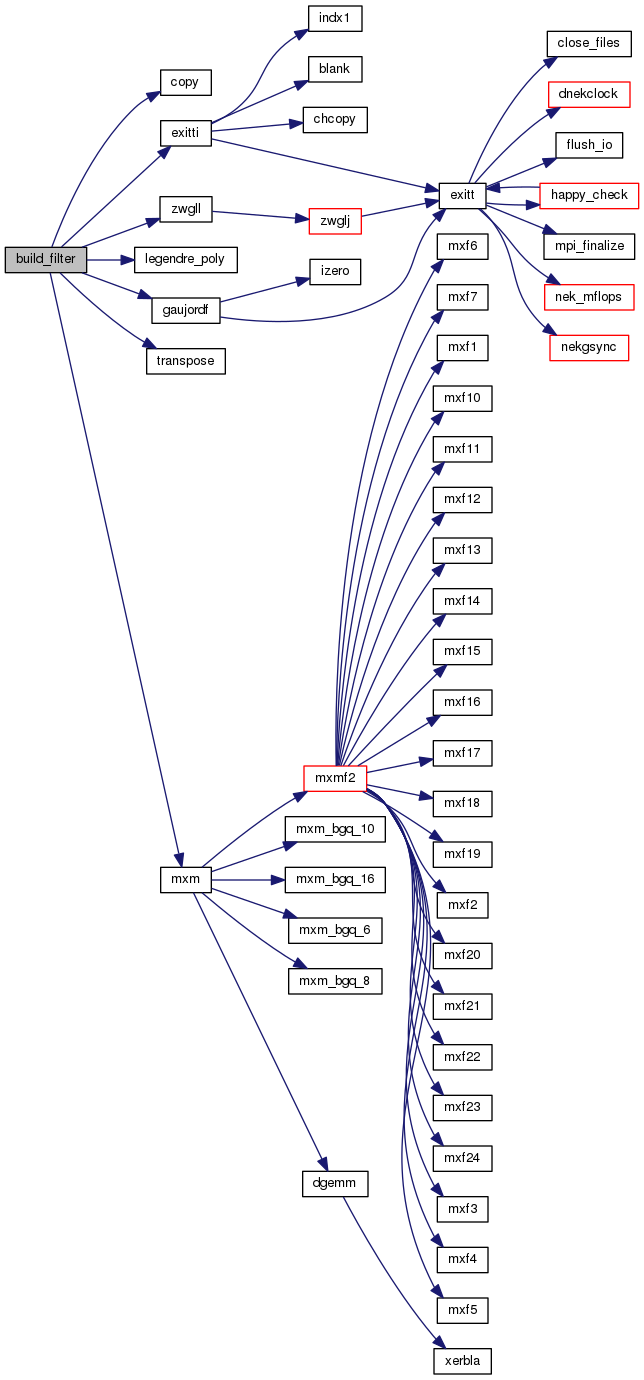 indx1
close_files
blank
copy
dnekclock
chcopy
exitti
flush_io
exitt
happy_check
zwgll
zwglj
mxf6
mpi_finalize
build_filter
legendre_poly
izero
mxf7
nek_mflops
gaujordf
mxf1
nekgsync
transpose
mxf10
mxf11
mxf12
mxf13
mxf14
mxf15
mxf16
mxf17
mxmf2
mxf18
mxm_bgq_10
mxf19
mxm
mxm_bgq_16
mxf2
mxm_bgq_6
mxf20
mxm_bgq_8
mxf21
mxf22
mxf23
mxf24
dgemm
mxf3
mxf4
mxf5
xerbla